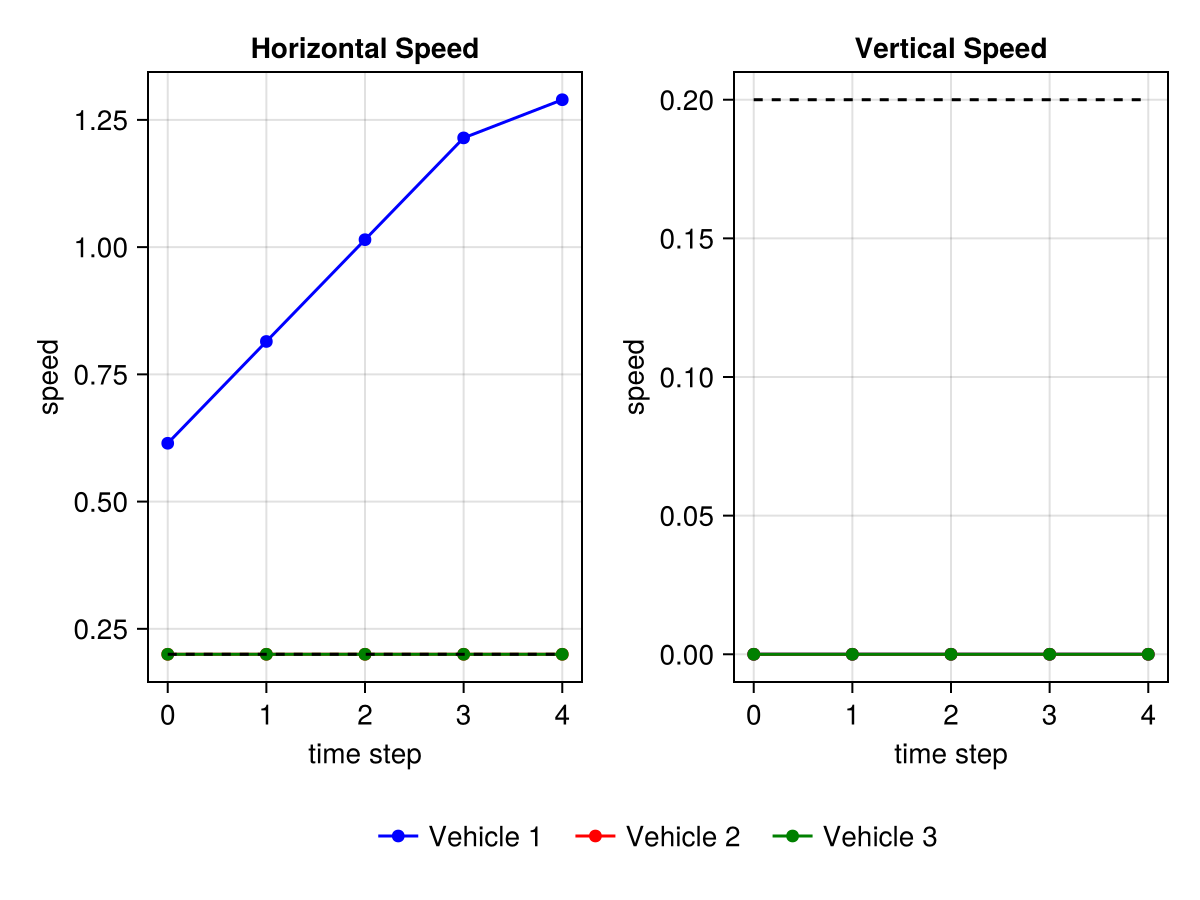 Horizontal Speed
1.25
1.00
0.75
0.50
0.25
speed
0 1 2 3 4
time step
Vertical Speed
0.20
0.15
0.10
0.05
0.00
speed
0 1 2 3 4
time step
Vehicle 1 Vehicle 2 Vehicle 3